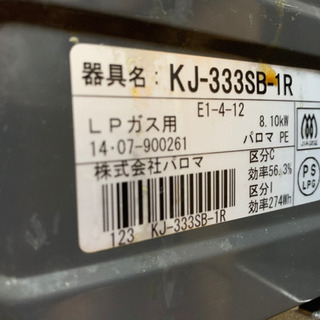 器具名：KJ-333SB-1R
E1-4-12
LPガス用 8.10kW
パロマ PE
14·07-900261 区分C
株式会社パロマ 効率56.3%
区分I
123 KJ-333SB-1R 効率274Wh
PS
LPG